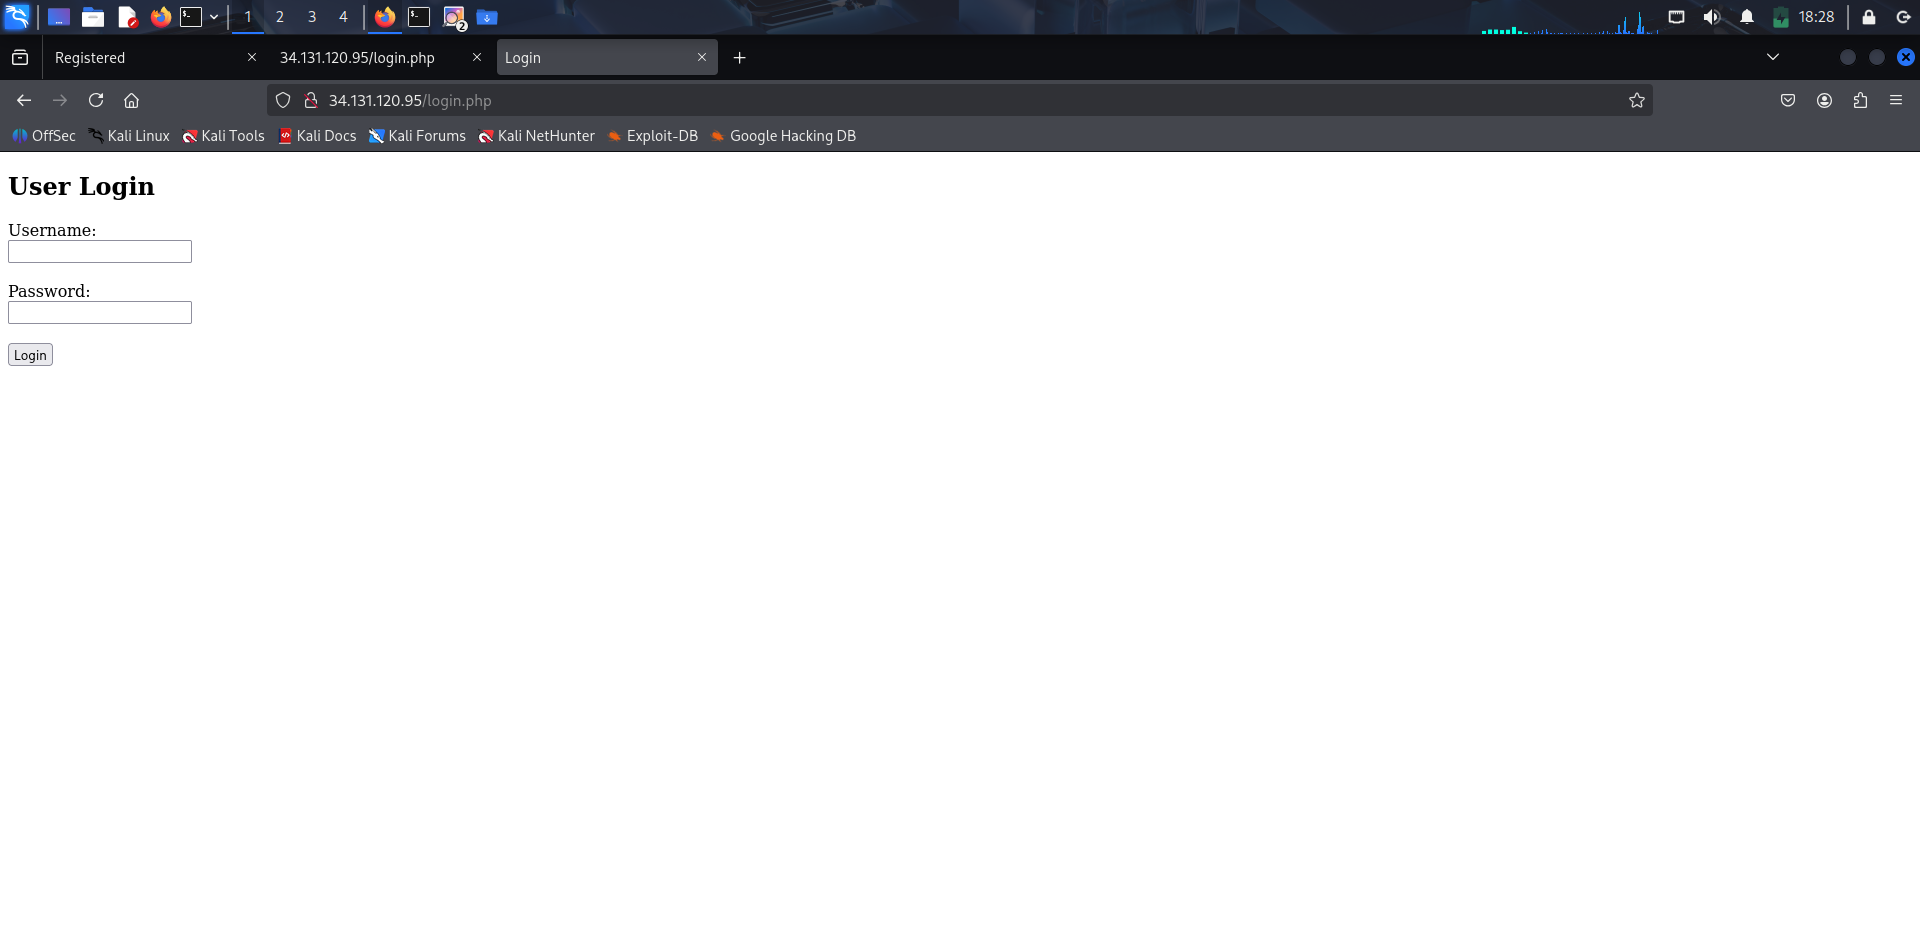 1 2 3 4 2 18:28
Registered 34.131.120.95/login.php Login
34.131.120.95/login.php
OffSec Kali Linux Kali Tools Kali Docs Kali Forums Kali NetHunter Exploit-DB Google Hacking DB
User Login
Username:
Password:
Login